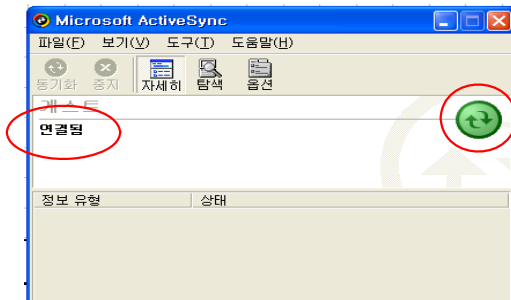 Microsoft ActiveSync
파일(F) 보기(V) 도구(T) 도움말(H)
동기화 중지 자세히 탐색 옵션
게스트
연결됨
정보 유형 상태